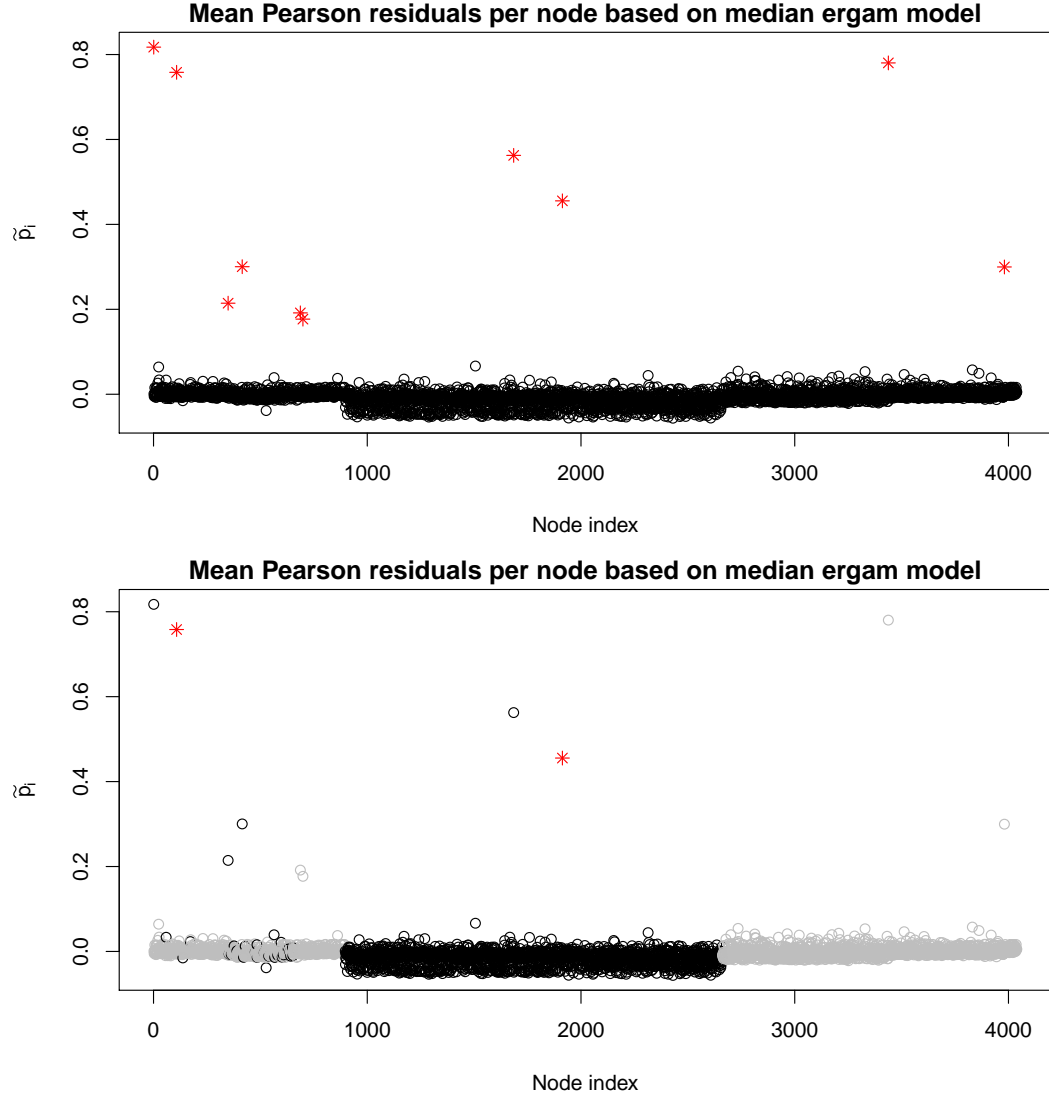 Mean Pearson residuals per node based on median ergam model
0.8
0.6
0.4
0.2
0.0
p̃i
0 1000 2000 3000 4000
Node index
Mean Pearson residuals per node based on median ergam model
0.8
0.6
0.4
0.2
0.0
p̃i
0 1000 2000 3000 4000
Node index